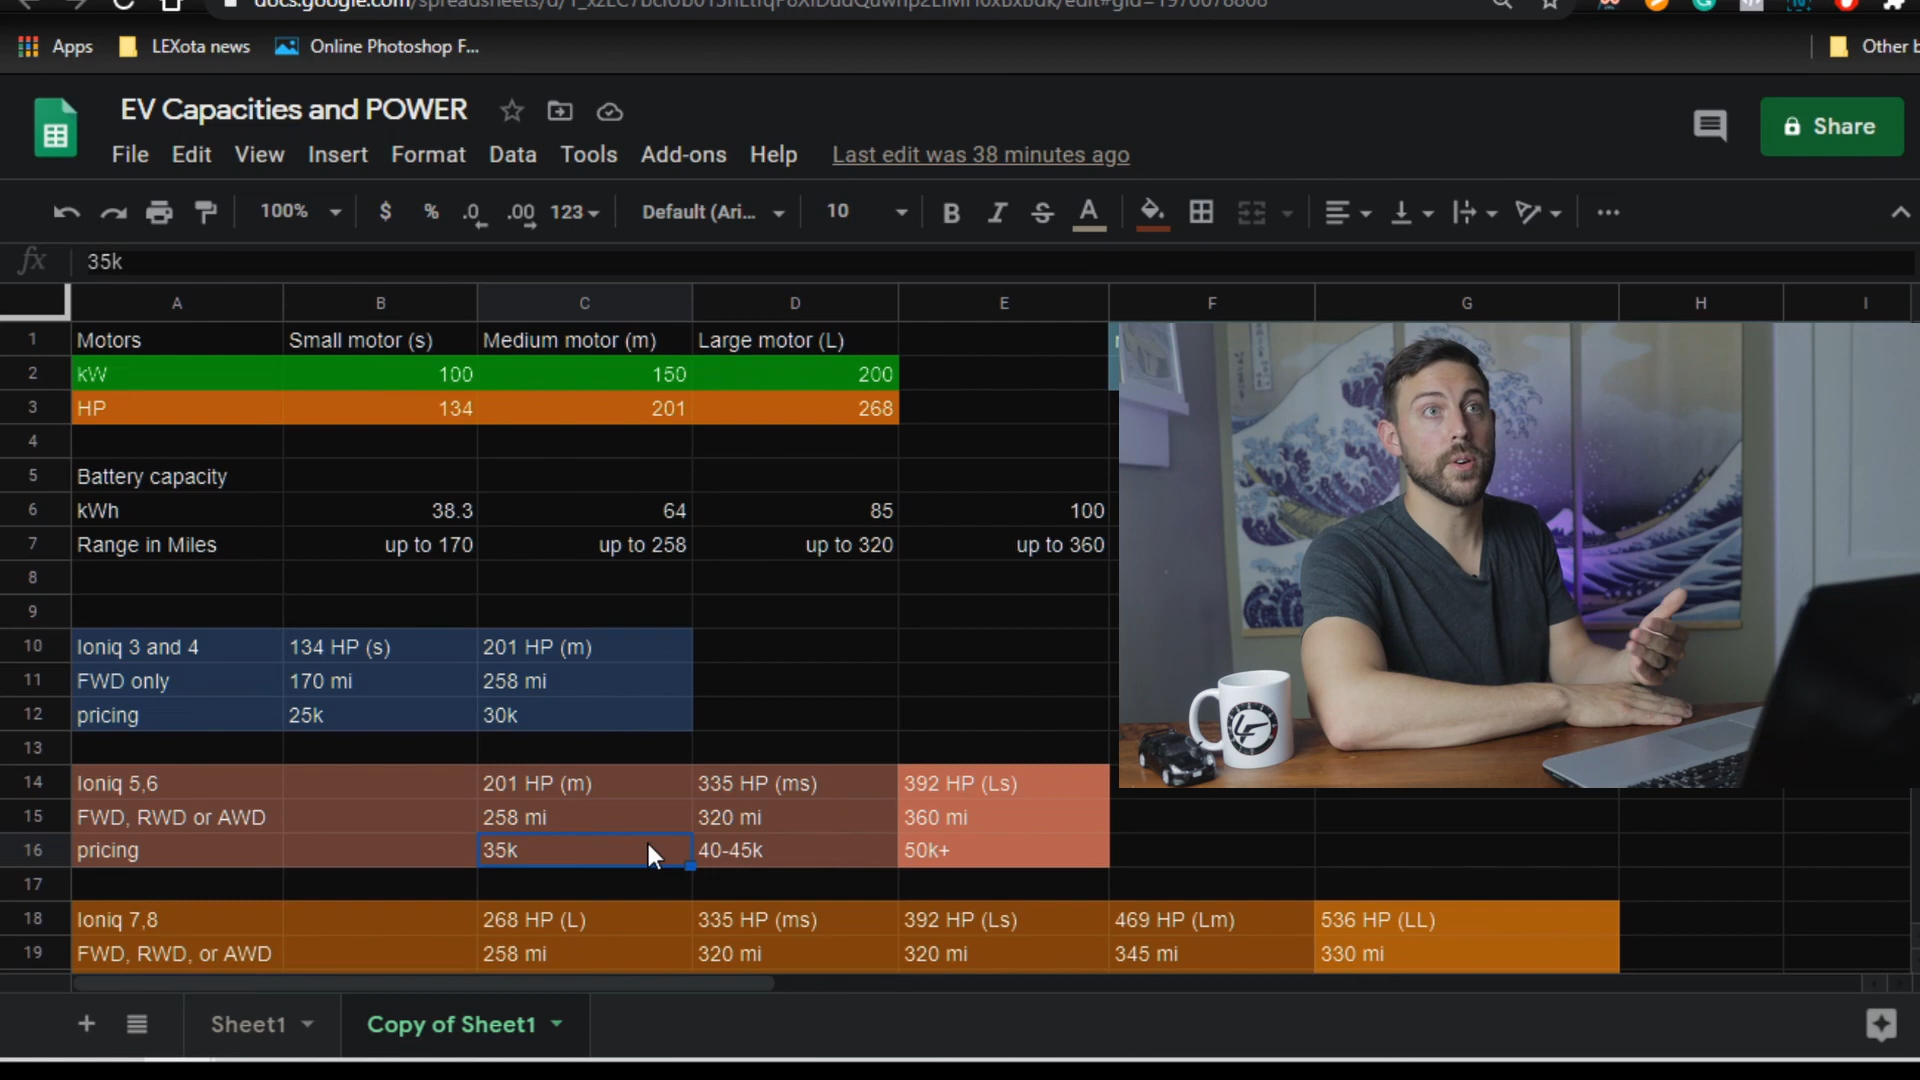 Apps LEXota news Online Photoshop F... Other b
EV Capacities and POWER
Share
File Edit View Insert Format Data Tools Add-ons Help Last edit was 38 minutes ago
100% $ % .0 .00 123 Default (Ari... 10 B I S A
fx 35k
A B C D E F G H I
1 Motors Small motor (s) Medium motor (m) Large motor (L)
2 kW 100 150 200
3 HP 134 201 268
4
5 Battery capacity
6 kWh 38.3 64 85 100
7 Range in Miles up to 170 up to 258 up to 320 up to 360
8
9
10 Ioniq 3 and 4 134 HP (s) 201 HP (m)
11 FWD only 170 mi 258 mi
12 pricing 25k 30k
13
14 Ioniq 5,6 201 HP (m) 335 HP (ms) 392 HP (Ls)
15 FWD, RWD or AWD 258 mi 320 mi 360 mi
16 pricing 35k 40-45k 50k+
17
18 Ioniq 7,8 268 HP (L) 335 HP (ms) 392 HP (Ls) 469 HP (Lm) 536 HP (LL)
19 FWD, RWD, or AWD 258 mi 320 mi 320 mi 345 mi 330 mi
Sheet1 Copy of Sheet1